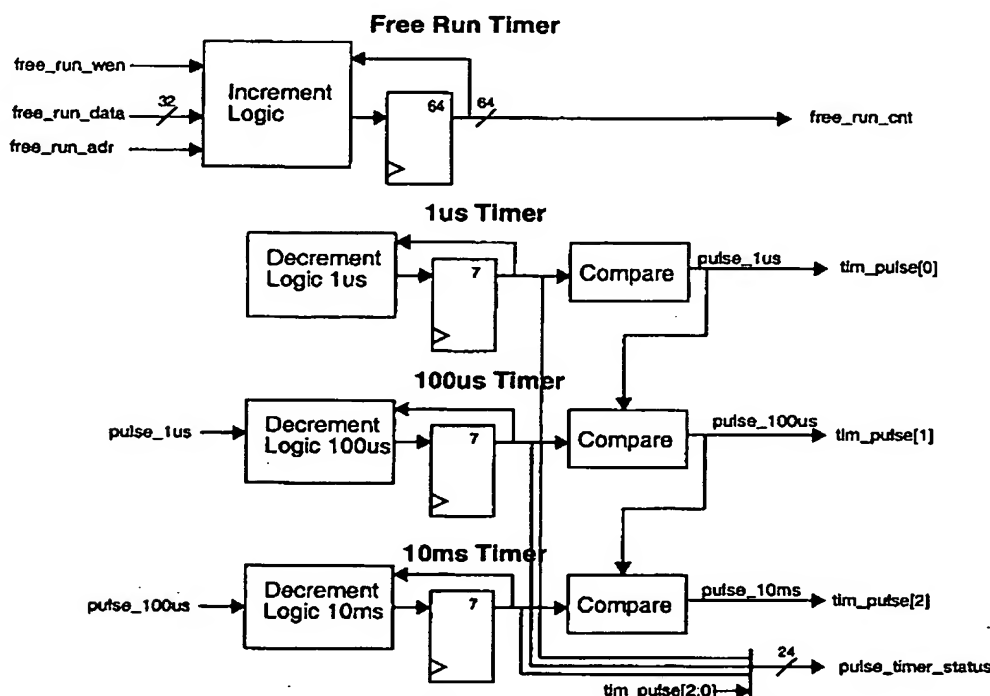 Free Run Timer
free_run_wen
free_run_data
32
free_run_adr
Increment
Logic
64
64
free_run_cnt
1us Timer
Decrement
Logic 1us
7
Compare
pulse_1us
tim_pulse[0]
100us Timer
pulse_1us
Decrement
Logic 100us
7
Compare
pulse_100us
tim_pulse[1]
10ms Timer
pulse_100us
Decrement
Logic 10ms
7
Compare
pulse_10ms
tim_pulse[2]
24
pulse_timer_status
tim_pulse[2:0]